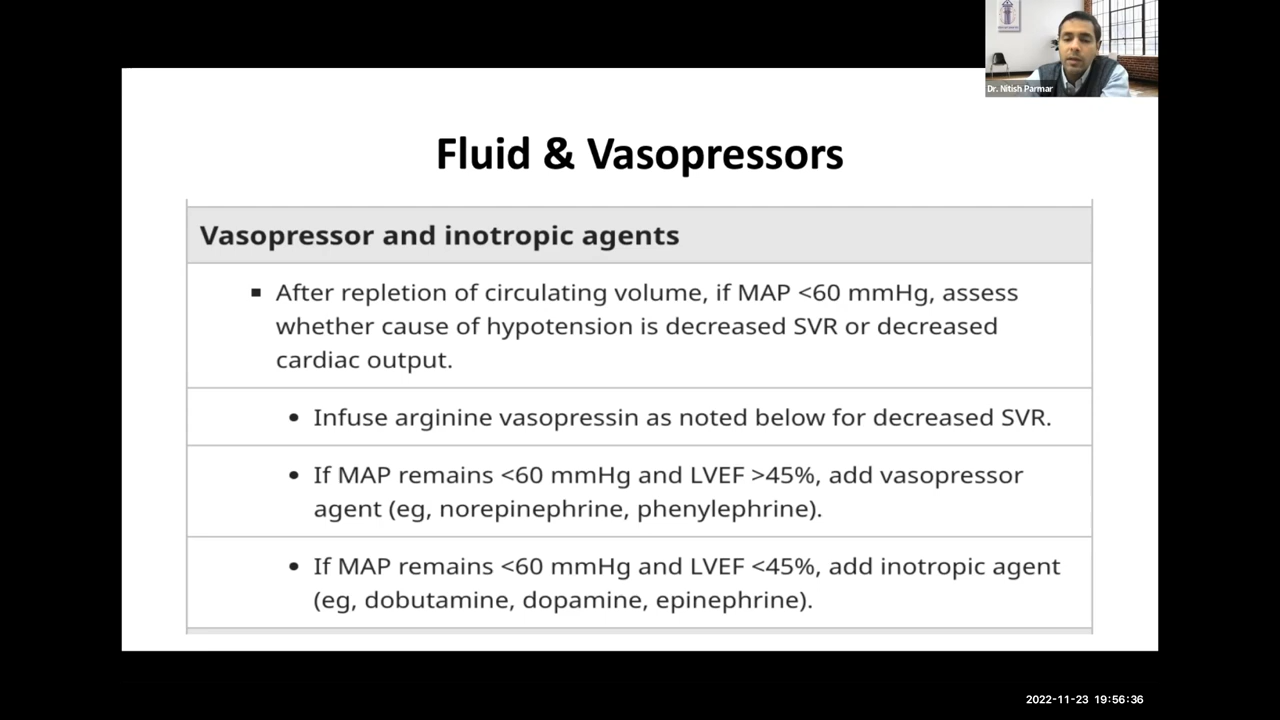 Dr. Nitish Parmar
Fluid & Vasopressors
Vasopressor and inotropic agents
▪ After repletion of circulating volume, if MAP <60 mmHg, assess
whether cause of hypotension is decreased SVR or decreased
cardiac output.
• Infuse arginine vasopressin as noted below for decreased SVR.
• If MAP remains <60 mmHg and LVEF >45%, add vasopressor
agent (eg, norepinephrine, phenylephrine).
• If MAP remains <60 mmHg and LVEF <45%, add inotropic agent
(eg, dobutamine, dopamine, epinephrine).
2022-11-23 19:56:36